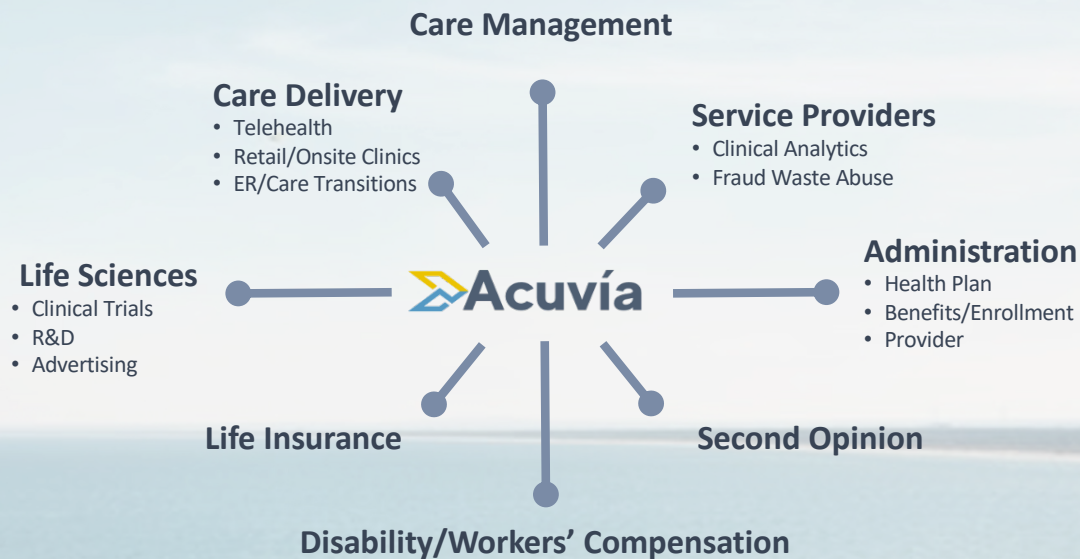 Care Management
Care Delivery
• Telehealth
• Retail/Onsite Clinics
• ER/Care Transitions
Service Providers
• Clinical Analytics
• Fraud Waste Abuse
Life Sciences
• Clinical Trials
• R&D
• Advertising
Acuvía
Administration
• Health Plan
• Benefits/Enrollment
• Provider
Life Insurance
Second Opinion
Disability/Workers’ Compensation